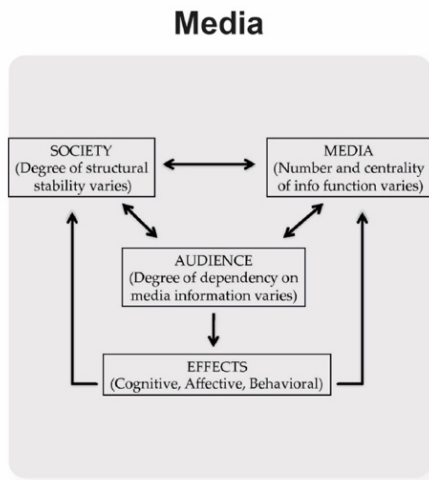 Media
SOCIETY
(Degree of structural
stability varies)
MEDIA
(Number and centrality
of info function varies)
AUDIENCE
(Degree of dependency on
media information varies)
EFFECTS
(Cognitive, Affective, Behavioral)